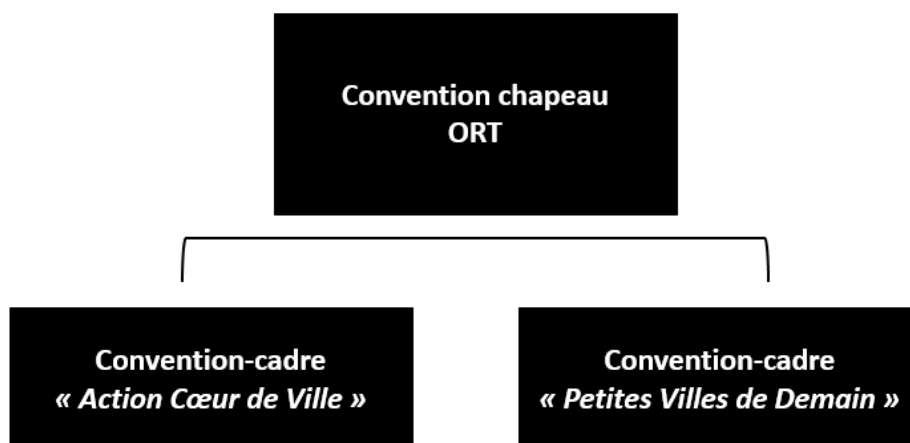 Convention chapeau
ORT
Convention-cadre
« Action Cœur de Ville »
Convention-cadre
« Petites Villes de Demain »